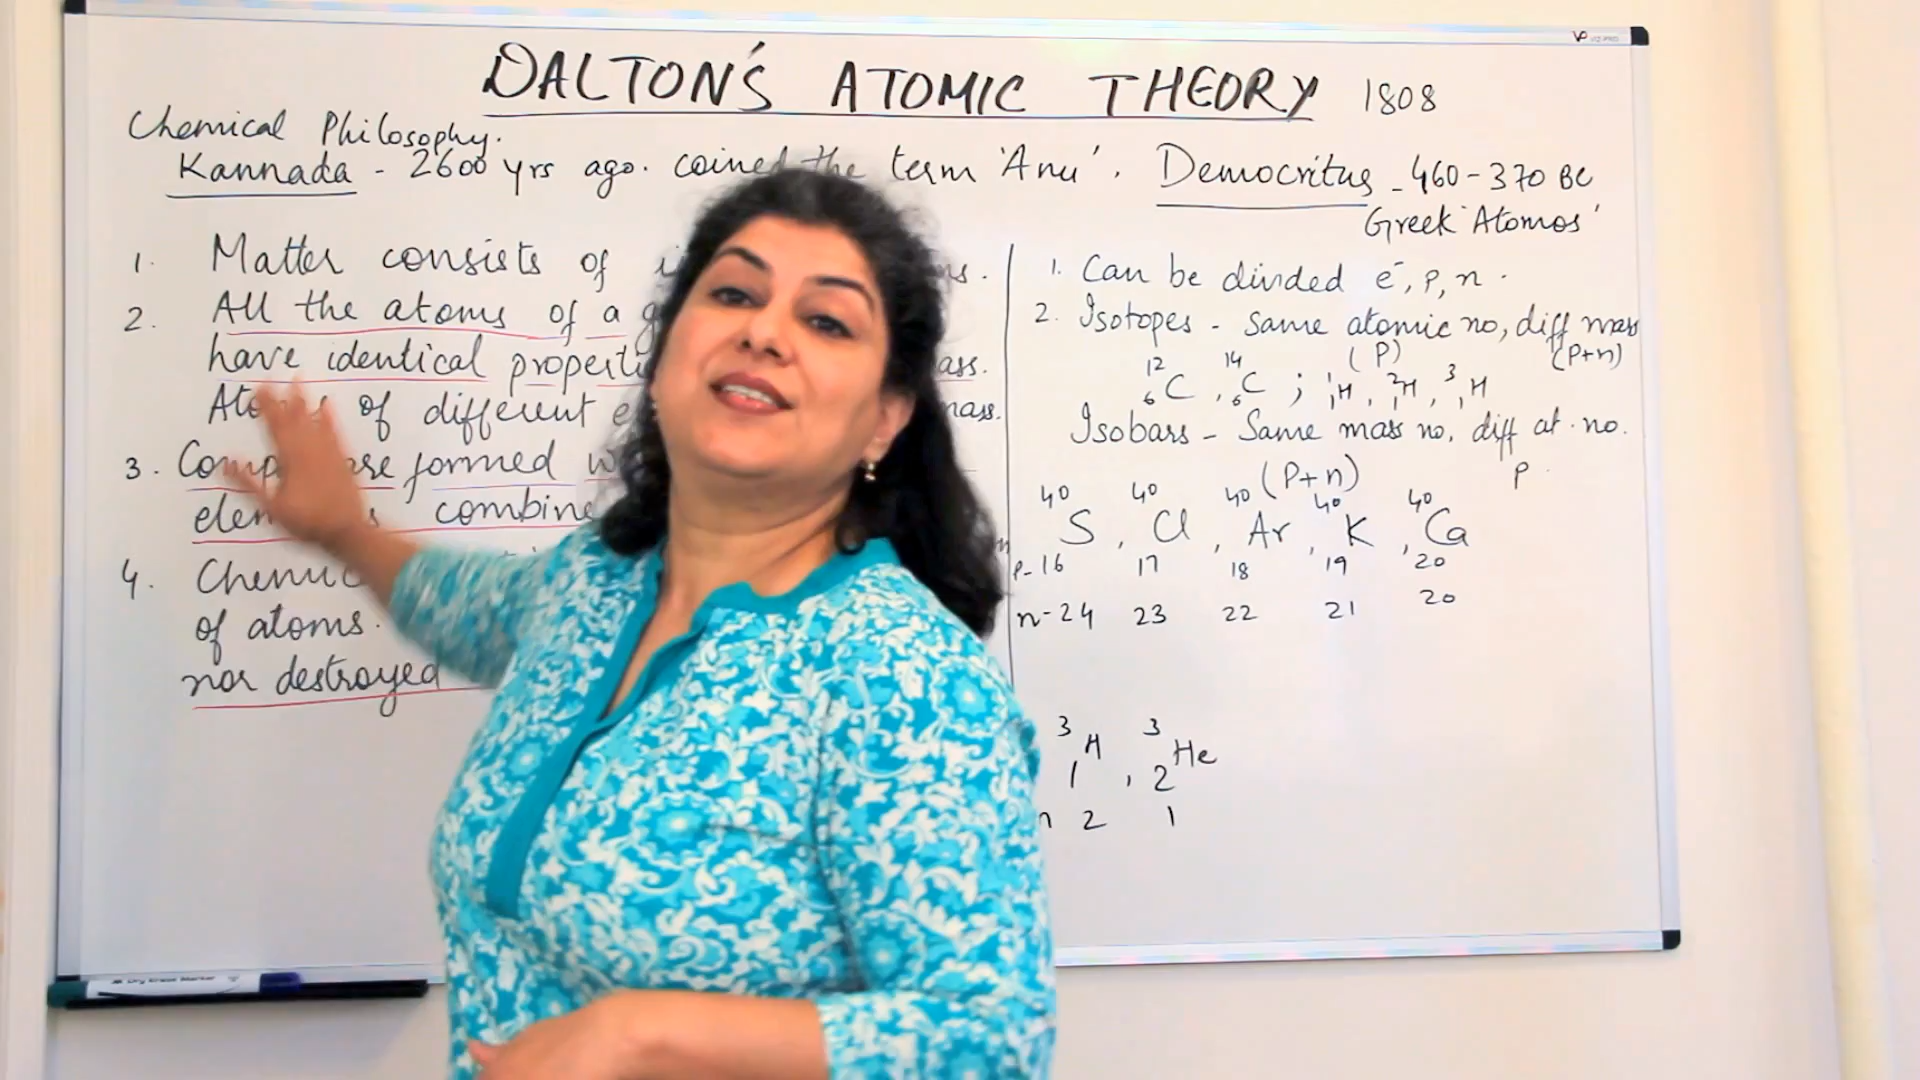 DALTON'S ATOMIC THEORY 1808
Chemical Philosophy.
Kannada - 2600 yrs ago. coined the term 'Anu'. Democritus - 460-370 BC
Greek 'Atomos'
1. Matter consists of
2. All the atoms of a
have identical ass.
Atoms of different mass.
3. are formed
combine
4.
of atoms.
nor destroyed
1. Can be divided e⁻, p, n.
2. Isotopes - Same atomic no, diff mass
(P) (P+n)
¹²₆C, ¹⁴₆C ; ¹₁H, ²₁H, ³₁H
Isobars - Same mass no, diff at. no.
(P+n) P.
⁴⁰S, ⁴⁰Cl, ⁴⁰Ar, ⁴⁰K, ⁴⁰Ca
P-16 17 18 19 20
n-24 23 22 21 20
³₁H, ³₂He
n 2 1